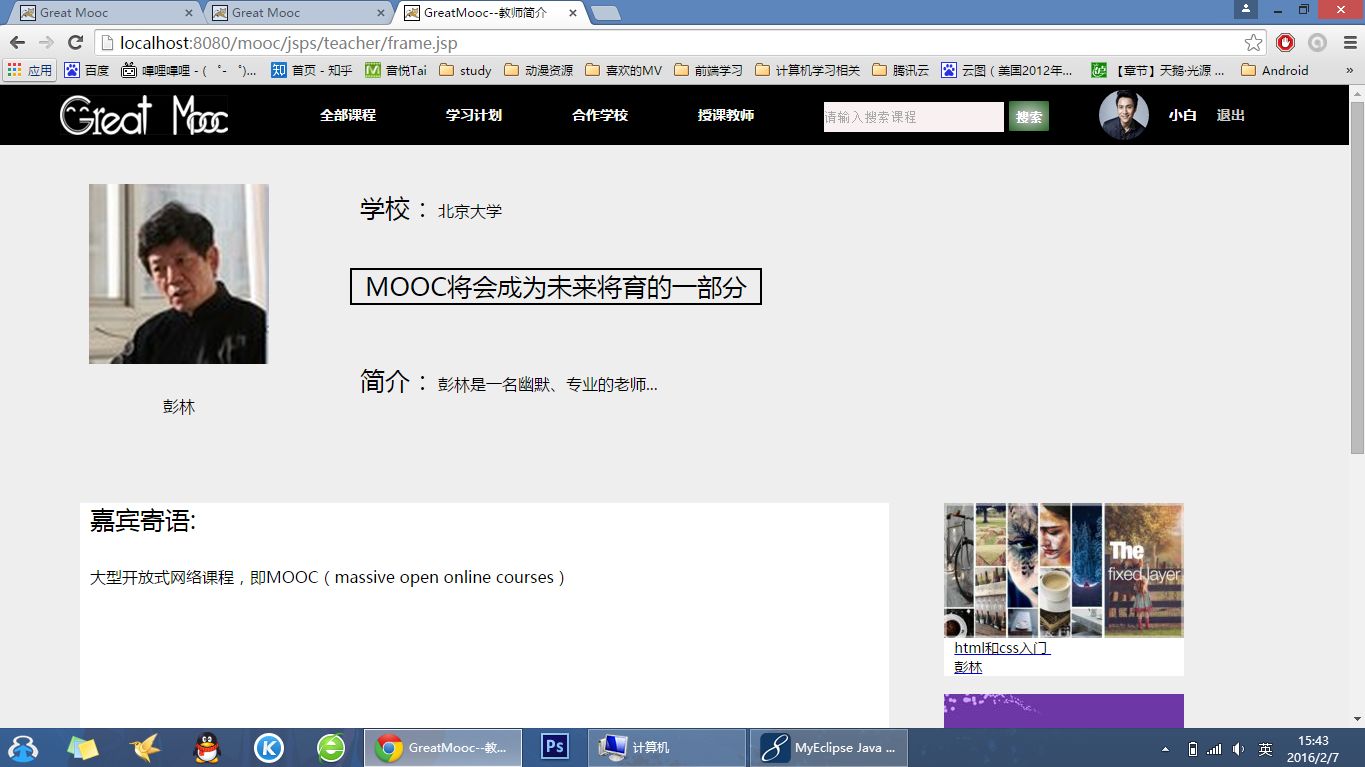 Great Mooc
Great Mooc
GreatMooc--教师简介
localhost:8080/mooc/jsps/teacher/frame.jsp
应用
百度
哔哩哔哩 - ( ゜- ゜)...
首页 - 知乎
音悦Tai
study
动漫资源
喜欢的MV
前端学习
计算机学习相关
腾讯云
云图（美国2012年...
【章节】天鹅·光源 ...
Android
»
Great Mooc
全部课程
学习计划
合作学校
授课教师
请输入搜索课程
搜索
小白
退出
学校： 北京大学
MOOC将会成为未来将育的一部分
简介： 彭林是一名幽默、专业的老师...
彭林
嘉宾寄语:
大型开放式网络课程，即MOOC（massive open online courses）
The
fixed layer
html和css入门
彭林
GreatMooc--教...
Ps
计算机
MyEclipse Java ...
英
15:43
2016/2/7